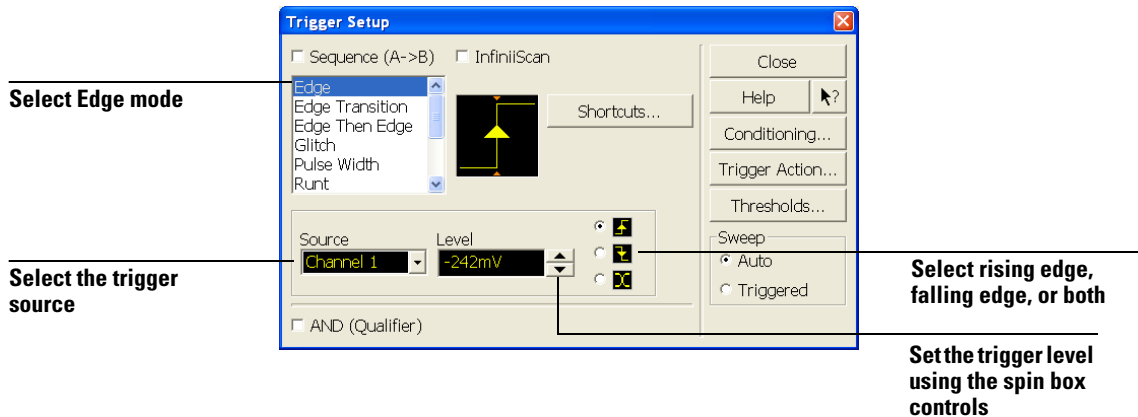 Trigger Setup
Sequence (A->B)
InfiniiScan
Close
Select Edge mode
Edge
Edge Transition
Edge Then Edge
Glitch
Pulse Width
Runt
Shortcuts...
Help
?
Conditioning...
Trigger Action...
Thresholds...
Source
Level
Channel 1
-242mV
Sweep
Auto
Triggered
Select the trigger
source
Select rising edge,
falling edge, or both
AND (Qualifier)
Set the trigger level
using the spin box
controls